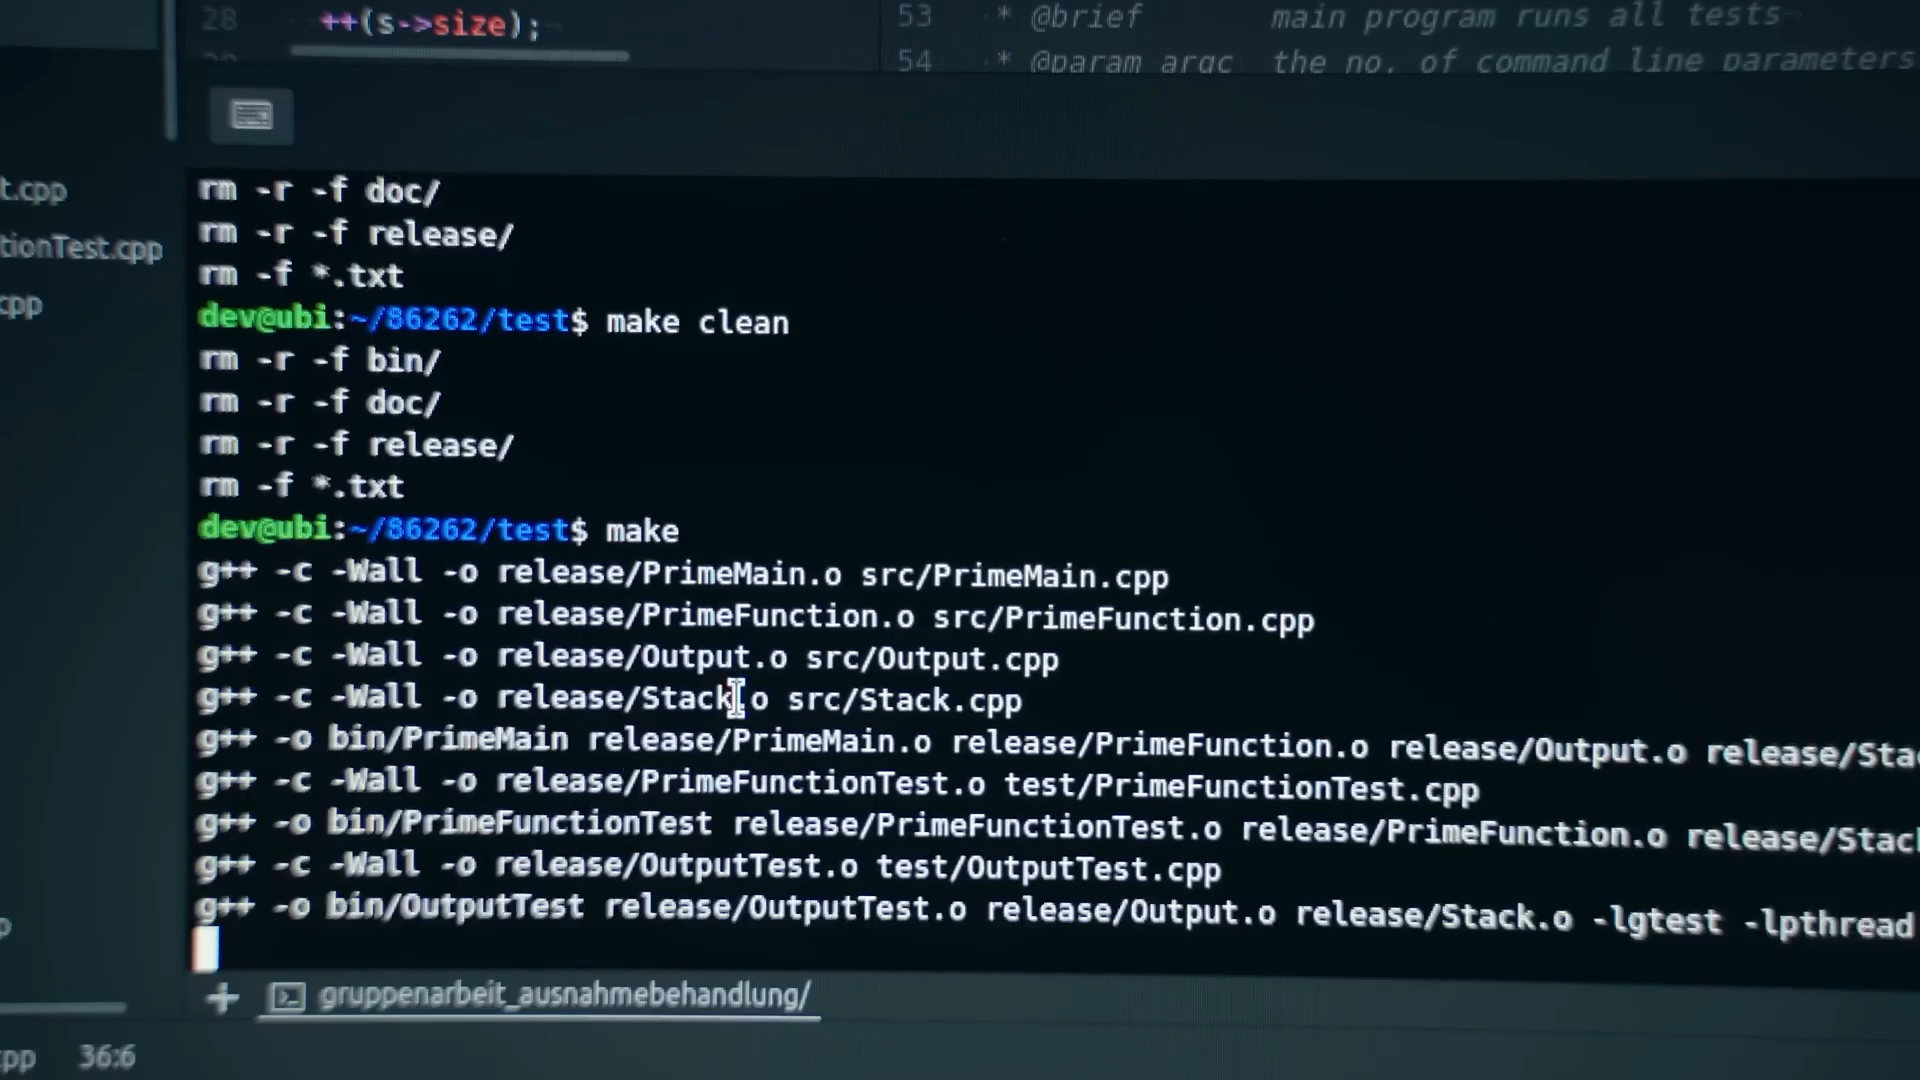 28 ++(s->size);
53 * @brief main program runs all tests
54 * @param argc the no. of command line parameters
t.cpp
tionTest.cpp
cpp
rm -r -f doc/
rm -r -f release/
rm -f *.txt
dev@ubi:~/86262/test$ make clean
rm -r -f bin/
rm -r -f doc/
rm -r -f release/
rm -f *.txt
dev@ubi:~/86262/test$ make
g++ -c -Wall -o release/PrimeMain.o src/PrimeMain.cpp
g++ -c -Wall -o release/PrimeFunction.o src/PrimeFunction.cpp
g++ -c -Wall -o release/Output.o src/Output.cpp
g++ -c -Wall -o release/Stack.o src/Stack.cpp
g++ -o bin/PrimeMain release/PrimeMain.o release/PrimeFunction.o release/Output.o release/Stac
g++ -c -Wall -o release/PrimeFunctionTest.o test/PrimeFunctionTest.cpp
g++ -o bin/PrimeFunctionTest release/PrimeFunctionTest.o release/PrimeFunction.o release/Stac
g++ -c -Wall -o release/OutputTest.o test/OutputTest.cpp
g++ -o bin/OutputTest release/OutputTest.o release/Output.o release/Stack.o -lgtest -lpthread
gruppenarbeit_ausnahmebehandlung/
cpp 36:6